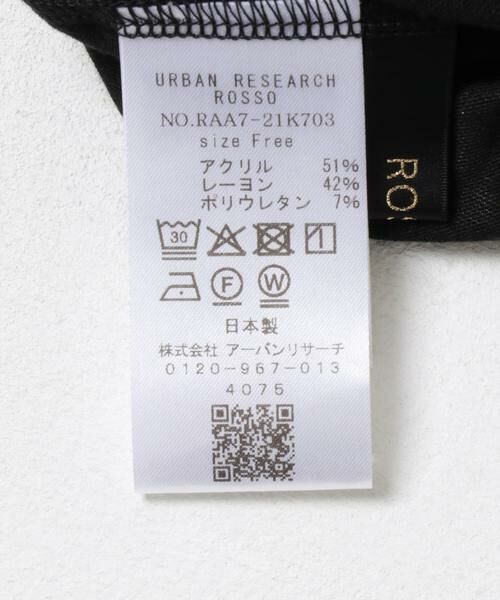 URBAN RESEARCH
ROSSO
NO.RAA7-21K703
size Free
アクリル 51%
レーヨン 42%
ポリウレタン 7%
30
F W
日本製
株式会社 アーバンリサーチ
0120-967-013
4075
ROS